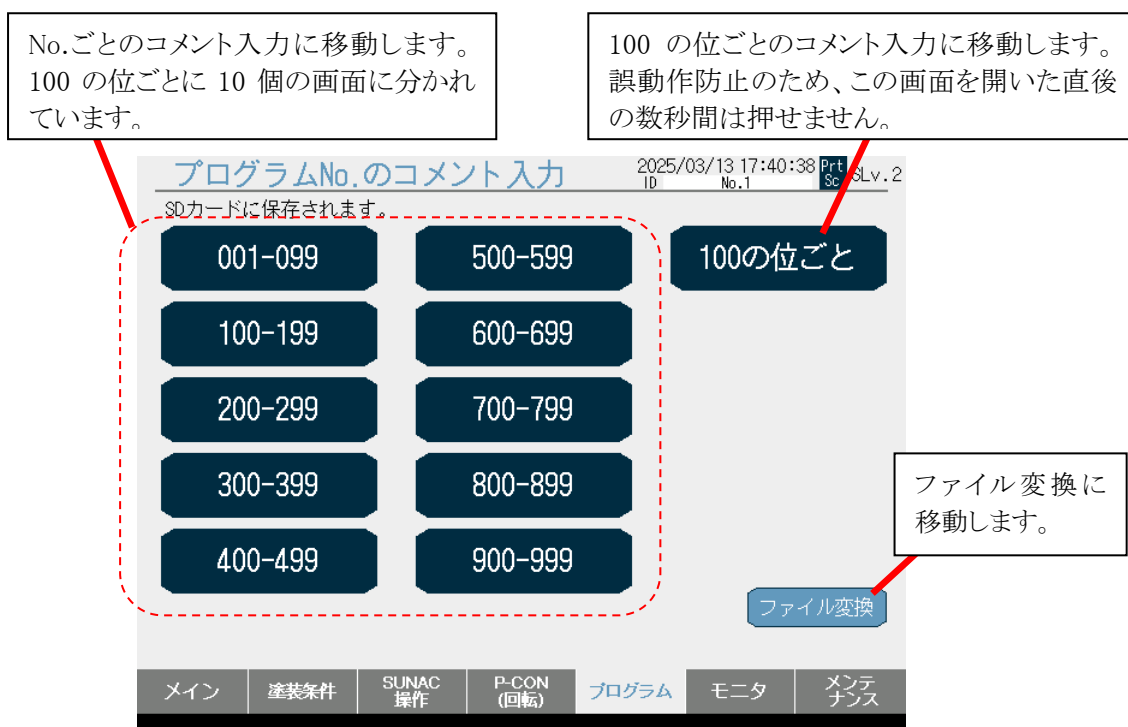 No.ごとのコメント入力に移動します。
100 の位ごとに 10 個の画面に分かれ
ています。
100 の位ごとのコメント入力に移動します。
誤動作防止のため、この画面を開いた直後
の数秒間は押せません。
プログラムNo.のコメント入力
2025/03/13 17:40:38
ID No.1
Prt
Sc
SLv.2
SDカードに保存されます。
001-099
500-599
100の位ごと
100-199
600-699
200-299
700-799
300-399
800-899
ファイル変換に
移動します。
400-499
900-999
ファイル変換
メイン
塗装条件
SUNAC
操作
P-CON
(回転)
プログラム
モニタ
メンテ
ナンス